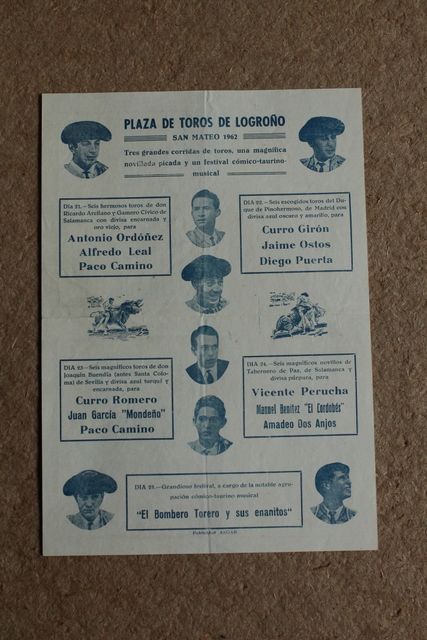 PLAZA DE TOROS DE LOGROÑO
SAN MATEO 1962
Tres grandes corridas de toros, una magnífica
novillada picada y un festival cómico-taurino-
musical
DIA 21.—Seis hermosos toros de don
Ricardo Arellano y Gamero Cívico de
Salamanca con divisa encarnada y
oro viejo, para
Antonio Ordóñez
Alfredo Leal
Paco Camino
DIA 22.—Seis escogidos toros del Du-
que de Pinohermoso, de Madrid con
divisa azul oscuro y amarillo, para
Curro Girón
Jaime Ostos
Diego Puerta
DIA 23.—Seis magníficos toros de don
Joaquín Buendía (antes Santa Colo-
ma) de Sevilla y divisa azul turquí y
encarnada, para
Curro Romero
Juan García "Mondeño"
Paco Camino
DIA 24.—Seis magníficos novillos de
Tabernero de Paz, de Salamanca y
divisa púrpura, para
Vicente Perucha
Manuel Benítez "El Cordobés"
Amadeo Dos Anjos
DIA 25.—Grandioso festival, a cargo de la notable agru-
pación cómico-taurino musical
"El Bombero Torero y sus enanitos"
Publicidad ASGAR